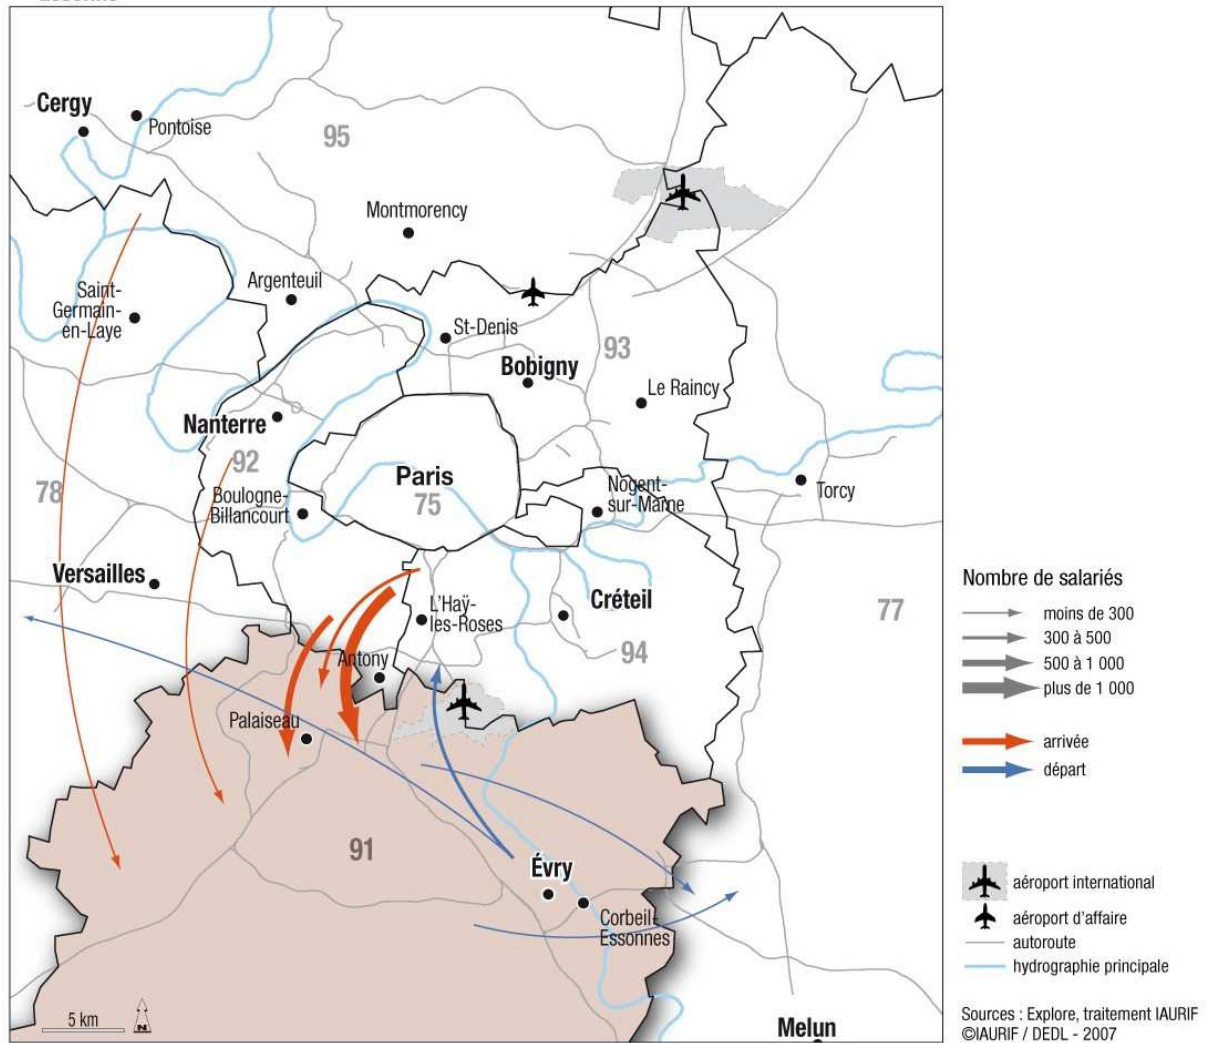 Essonne
Cergy
Pontoise
95
Montmorency
Argenteuil
Saint-
Germain-
en-Laye
St-Denis
93
Bobigny
Le Raincy
Nanterre
92
Paris
75
78
Boulogne-
Billancourt
Nogent-
sur-Marne
Torcy
Versailles
L'Haÿ-
les-Roses
Créteil
77
94
Antony
Palaiseau
91
Évry
Corbeil-
Essonnes
5 km
N
Melun
Nombre de salariés
moins de 300
300 à 500
500 à 1 000
plus de 1 000
arrivée
départ
aéroport international
aéroport d'affaire
autoroute
hydrographie principale
Sources : Explore, traitement IAURIF
©IAURIF / DEDL - 2007